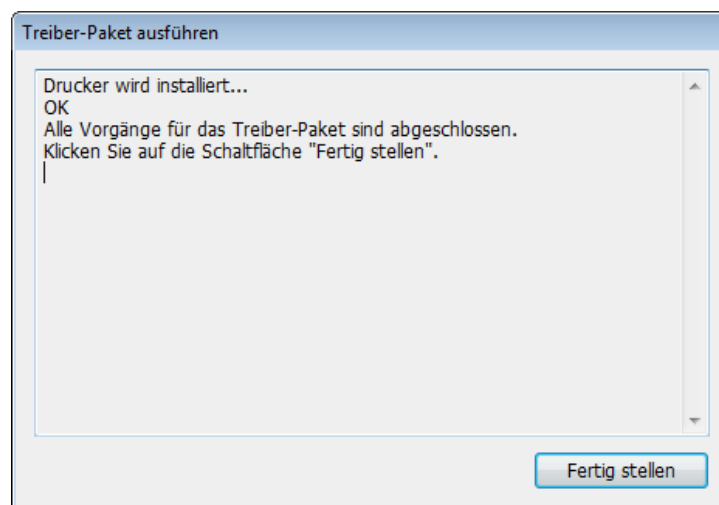 Treiber-Paket ausführen
Drucker wird installiert...
OK
Alle Vorgänge für das Treiber-Paket sind abgeschlossen.
Klicken Sie auf die Schaltfläche "Fertig stellen".
Fertig stellen